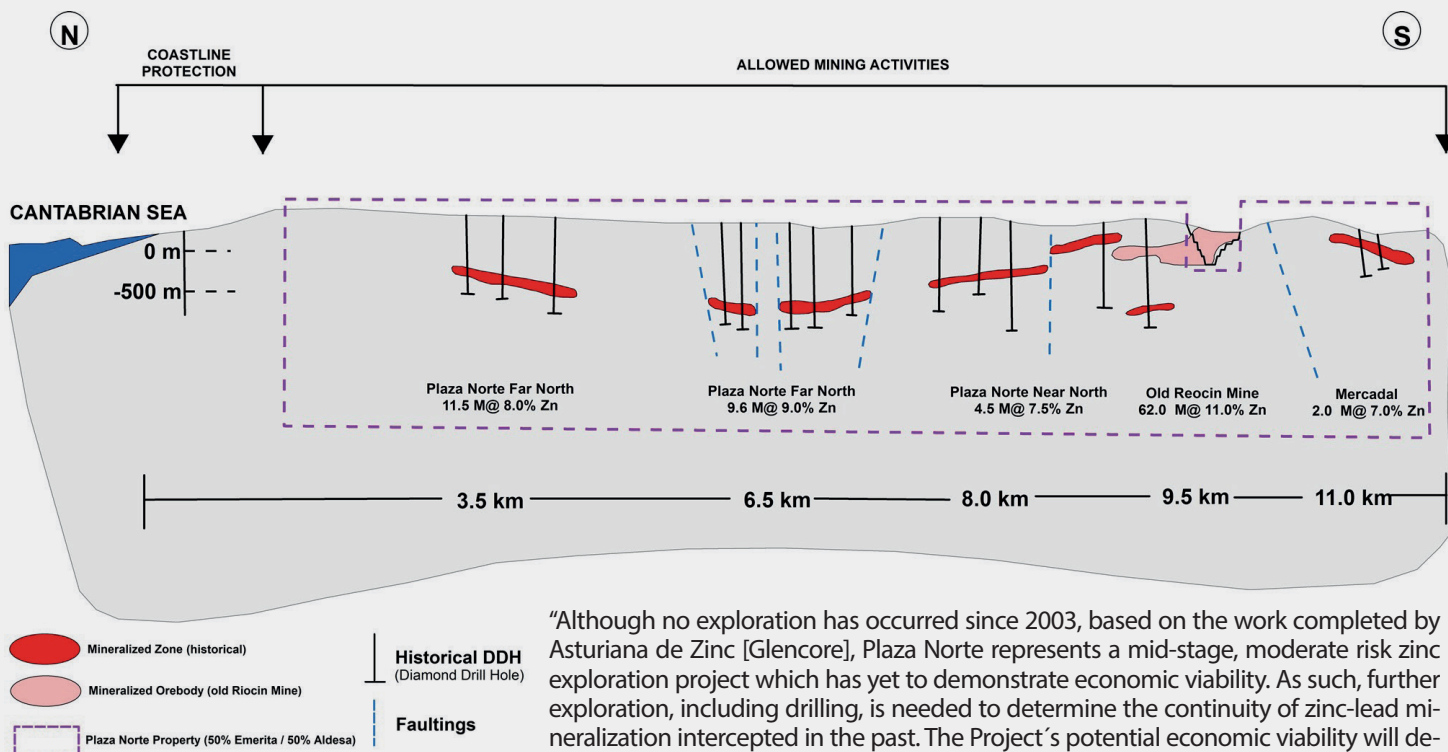 N
S
COASTLINE
PROTECTION
ALLOWED MINING ACTIVITIES
CANTABRIAN SEA
0 m
-500 m
Plaza Norte Far North
11.5 M@ 8.0% Zn
Plaza Norte Far North
9.6 M@ 9.0% Zn
Plaza Norte Near North
4.5 M@ 7.5% Zn
Old Reocin Mine
62.0 M@ 11.0% Zn
Mercadal
2.0 M@ 7.0% Zn
3.5 km
6.5 km
8.0 km
9.5 km
11.0 km
Mineralized Zone (historical)
Mineralized Orebody (old Riocin Mine)
Plaza Norte Property (50% Emerita / 50% Aldesa)
Historical DDH
(Diamond Drill Hole)
Faultings
“Although no exploration has occurred since 2003, based on the work completed by
Asturiana de Zinc [Glencore], Plaza Norte represents a mid-stage, moderate risk zinc
exploration project which has yet to demonstrate economic viability. As such, further
exploration, including drilling, is needed to determine the continuity of zinc-lead mi-
neralization intercepted in the past. The Project´s potential economic viability will de-